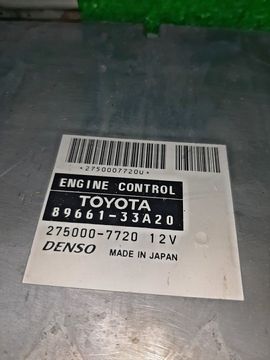 *2750007720U*
ENGINE CONTROL
TOYOTA
89661-33A20
275000-7720 12V
DENSO MADE IN JAPAN